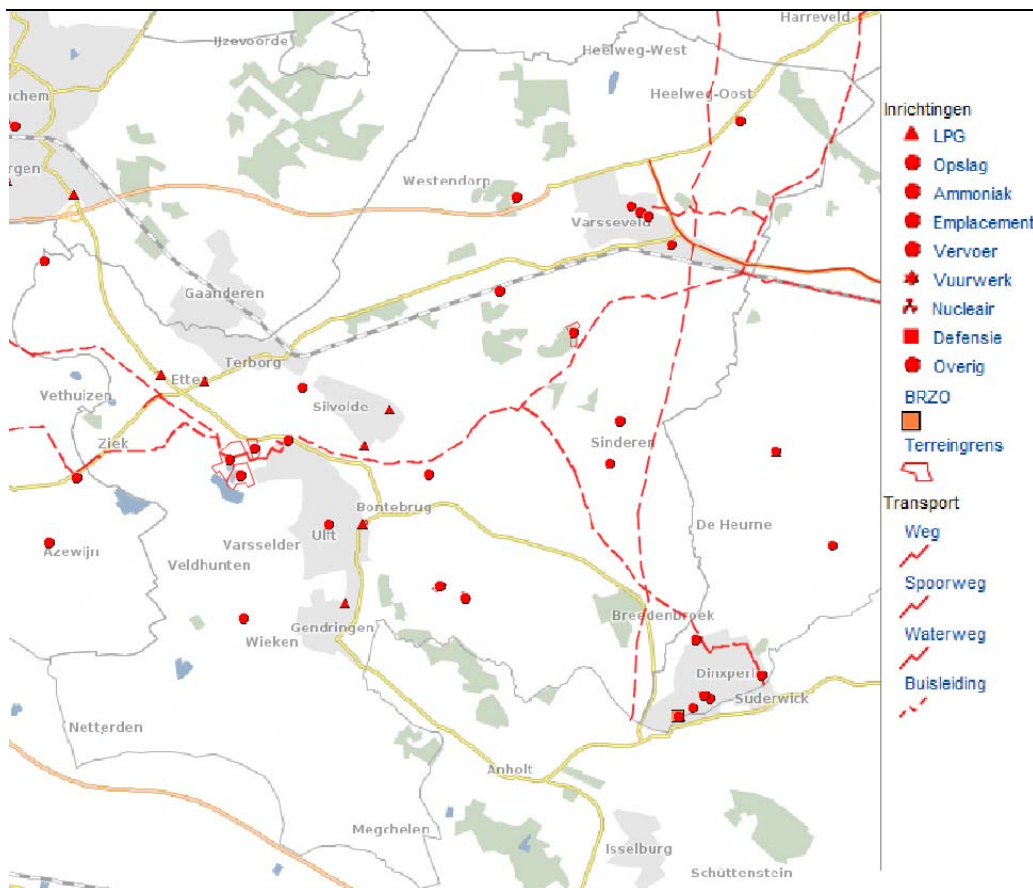 Harreveld
IJzevoorde
Heelweg-West
Heelweg-Oost
Westendorp
Varsseveld
Gaanderen
Terborg
Vethuizen
Silvolde
Ziek
Sinderen
Bontebrug
De Heurne
Azewijn
Ulft
Varsselder
Veldhunten
Breedenbroek
Gendringen
Wieken
Dinxperl
Suderwick
Netterden
Anholt
Megchelen
Isselburg
Schüttenstein
Inrichtingen
LPG
Opslag
Ammoniak
Emplacement
Vervoer
Vuurwerk
Nucleair
Defensie
Overig
BRZO
Terreingrens
Transport
Weg
Spoorweg
Waterweg
Buisleiding